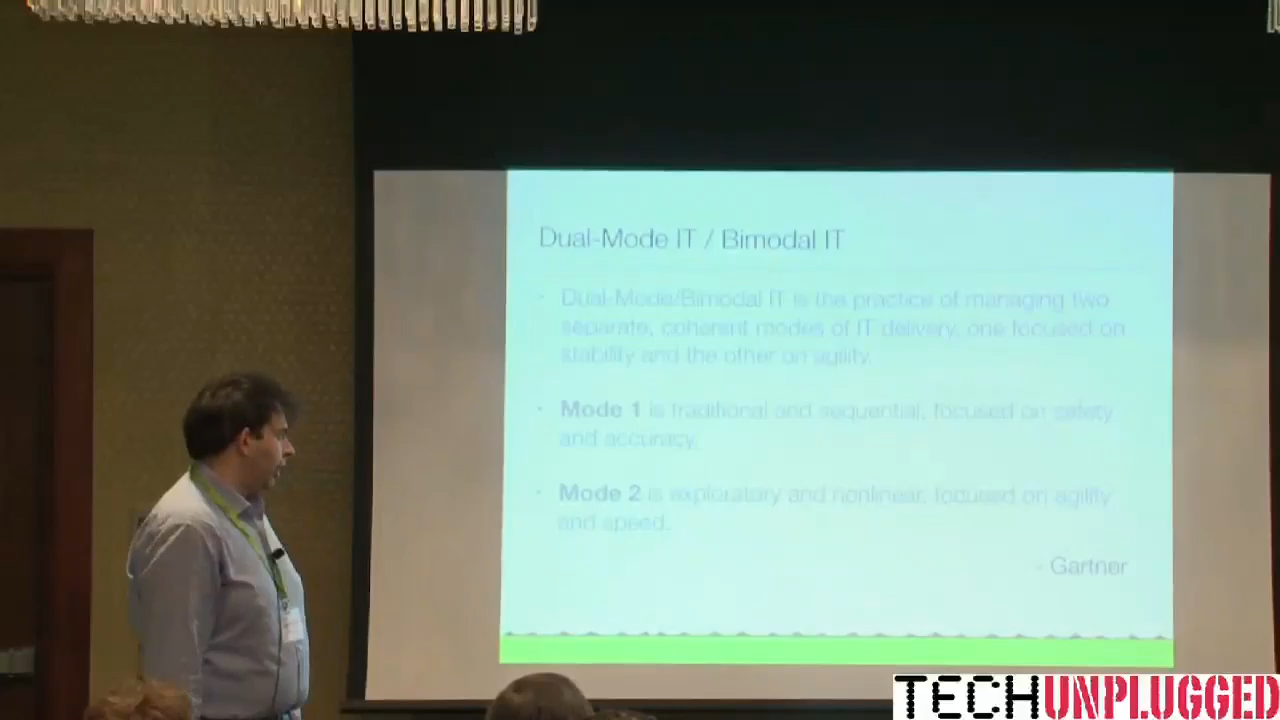 Dual-Mode IT / Bimodal IT
· Dual-Mode/Bimodal IT is the practice of managing two
separate, coherent modes of IT delivery, one focused on
stability and the other on agility.
· Mode 1 is traditional and sequential, focused on safety
and accuracy.
· Mode 2 is exploratory and nonlinear, focused on agility
and speed.
- Gartner
TECHUNPLUGGED